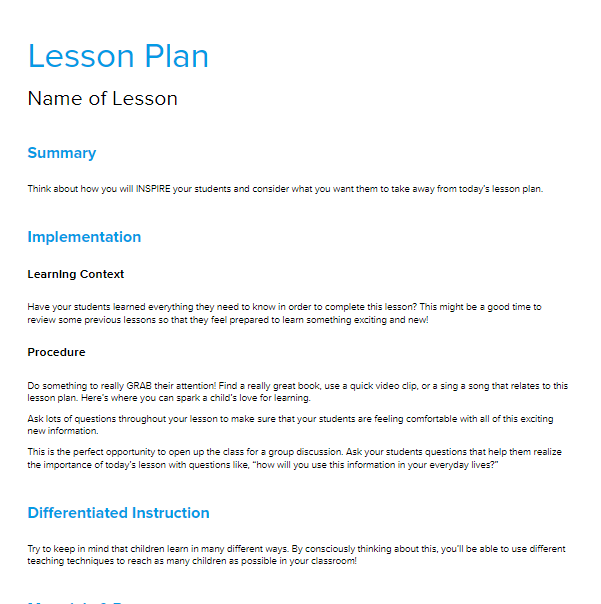 Lesson Plan
Name of Lesson
Summary
Think about how you will INSPIRE your students and consider what you want them to take away from today's lesson plan.
Implementation
Learning Context
Have your students learned everything they need to know in order to complete this lesson? This might be a good time to
review some previous lessons so that they feel prepared to learn something exciting and new!
Procedure
Do something to really GRAB their attention! Find a really great book, use a quick video clip, or a sing a song that relates to this
lesson plan. Here's where you can spark a child's love for learning.
Ask lots of questions throughout your lesson to make sure that your students are feeling comfortable with all of this exciting
new information.
This is the perfect opportunity to open up the class for a group discussion. Ask your students questions that help them realize
the importance of today's lesson with questions like, “how will you use this information in your everyday lives?”
Differentiated Instruction
Try to keep in mind that children learn in many different ways. By consciously thinking about this, you'll be able to use different
teaching techniques to reach as many children as possible in your classroom!